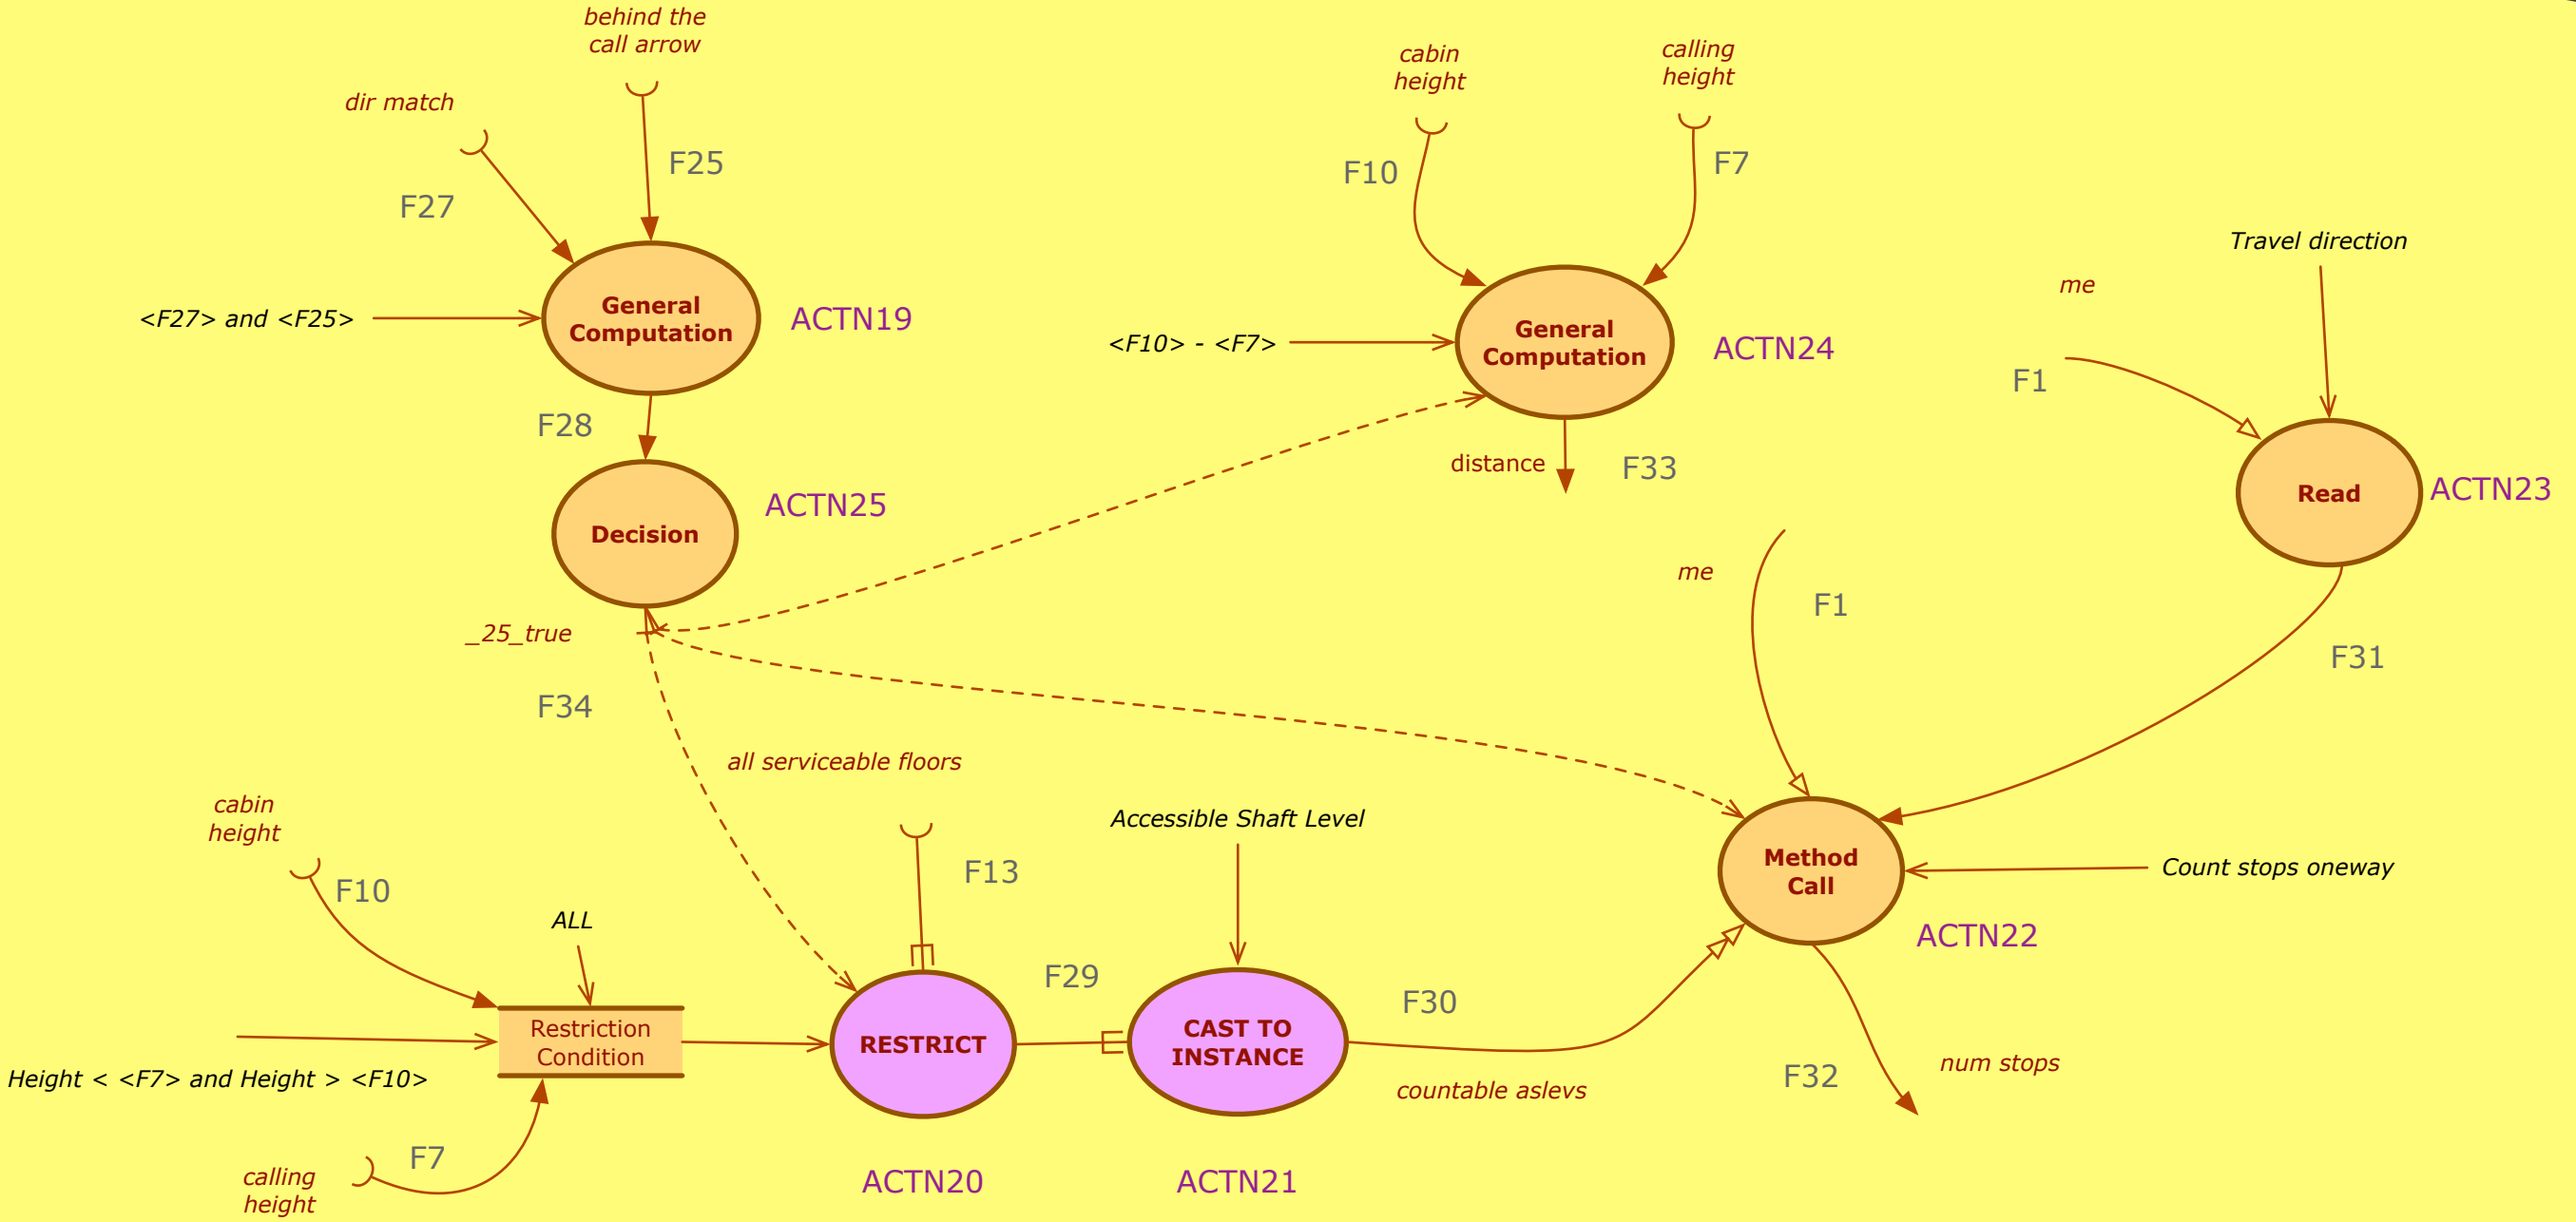 behind the
call arrow
dir match
F25
F27
<F27> and <F25>
General
Computation
ACTN19
F28
Decision
ACTN25
_25_true
F34
cabin
height
calling
height
F10
F7
<F10> - <F7>
General
Computation
ACTN24
distance
F33
Travel direction
me
F1
Read
ACTN23
me
F1
F31
all serviceable floors
F13
Accessible Shaft Level
cabin
height
F10
ALL
Restriction
Condition
Height < <F7> and Height > <F10>
calling
height
F7
RESTRICT
ACTN20
F29
CAST TO
INSTANCE
ACTN21
F30
countable aslevs
Method
Call
Count stops oneway
ACTN22
F32
num stops